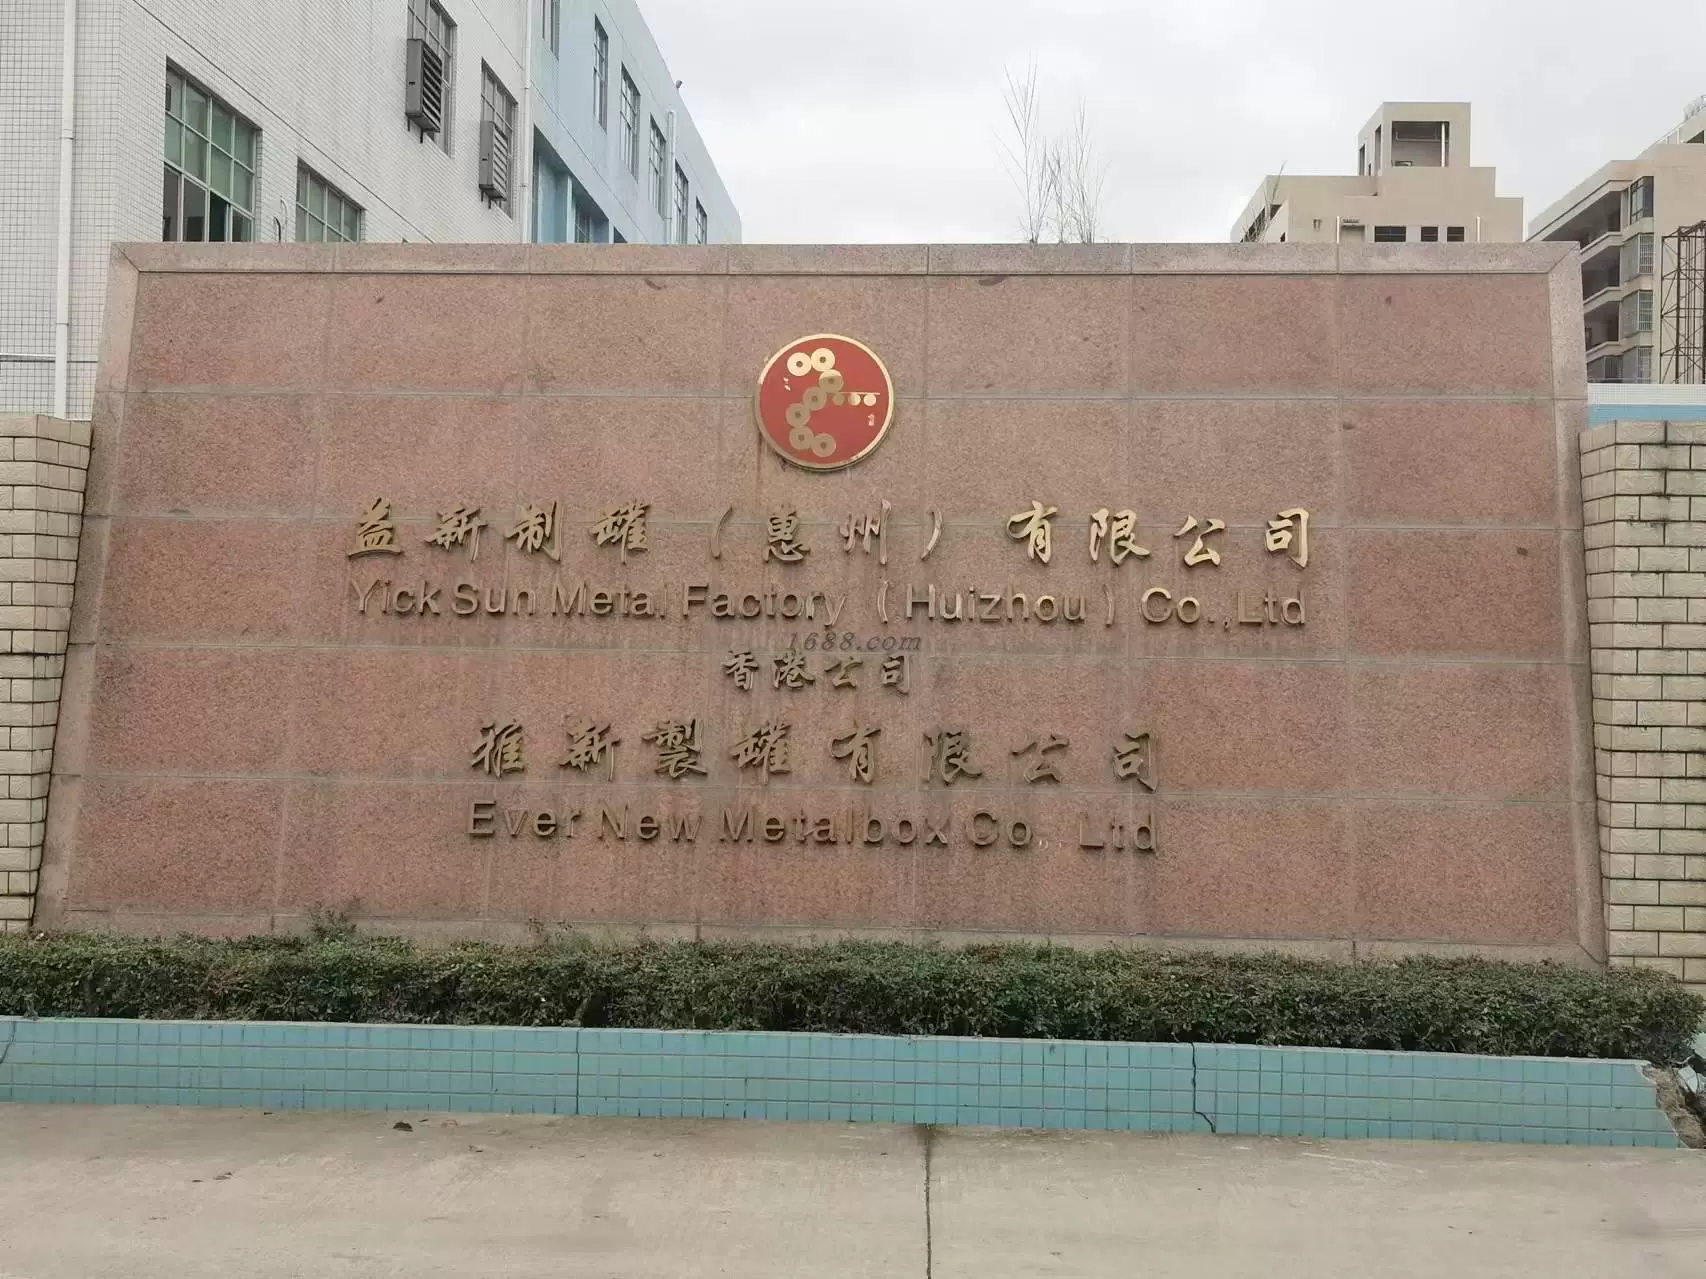 益新制罐（惠州）有限公司
Yick Sun Metal Factory (Huizhou) Co.,Ltd
1688.com
香港公司
雅新製罐有限公司
Ever New Metalbox Co., Ltd